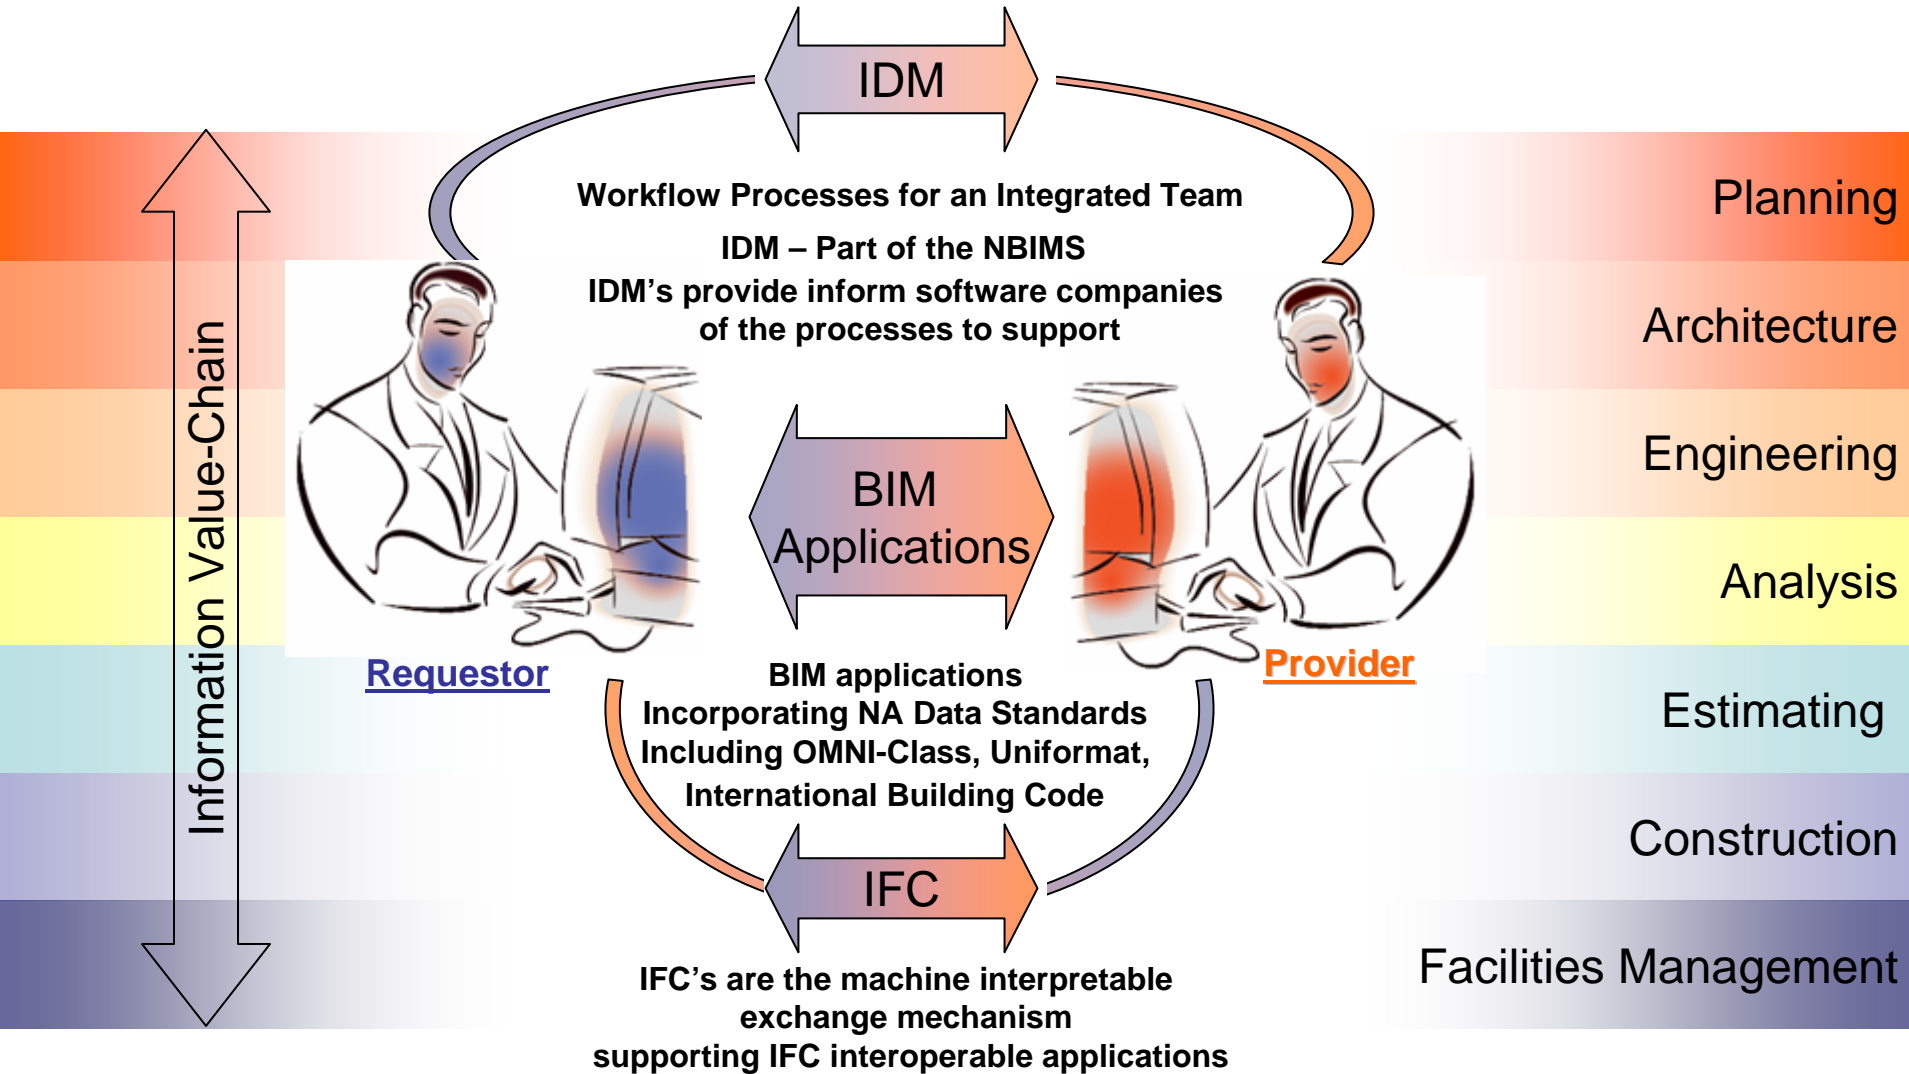 IDM
Workflow Processes for an Integrated Team
IDM – Part of the NBIMS
IDM’s provide inform software companies
of the processes to support
Information Value-Chain
BIM
Applications
Requestor
Provider
BIM applications
Incorporating NA Data Standards
Including OMNI-Class, Uniformat,
International Building Code
IFC
IFC’s are the machine interpretable
exchange mechanism
supporting IFC interoperable applications
Planning
Architecture
Engineering
Analysis
Estimating
Construction
Facilities Management